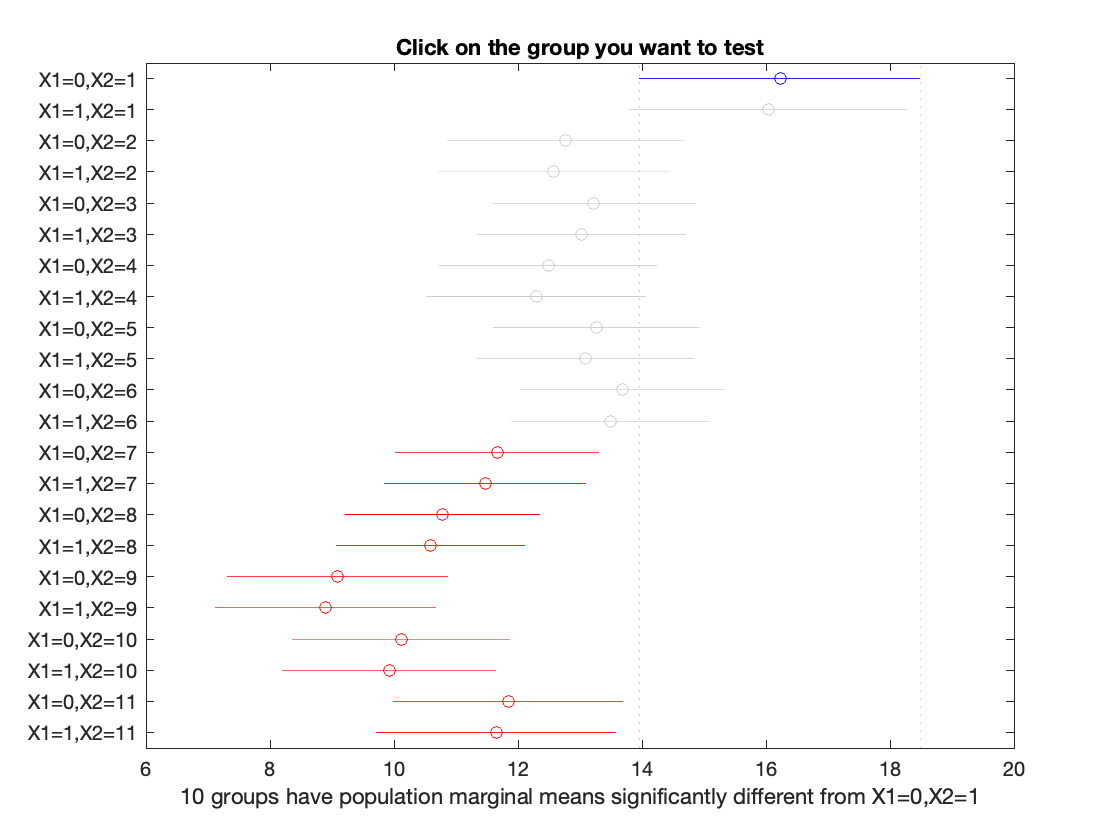 Click on the group you want to test
X1=0,X2=1
X1=1,X2=1
X1=0,X2=2
X1=1,X2=2
X1=0,X2=3
X1=1,X2=3
X1=0,X2=4
X1=1,X2=4
X1=0,X2=5
X1=1,X2=5
X1=0,X2=6
X1=1,X2=6
X1=0,X2=7
X1=1,X2=7
X1=0,X2=8
X1=1,X2=8
X1=0,X2=9
X1=1,X2=9
X1=0,X2=10
X1=1,X2=10
X1=0,X2=11
X1=1,X2=11
6 8 10 12 14 16 18 20
10 groups have population marginal means significantly different from X1=0,X2=1